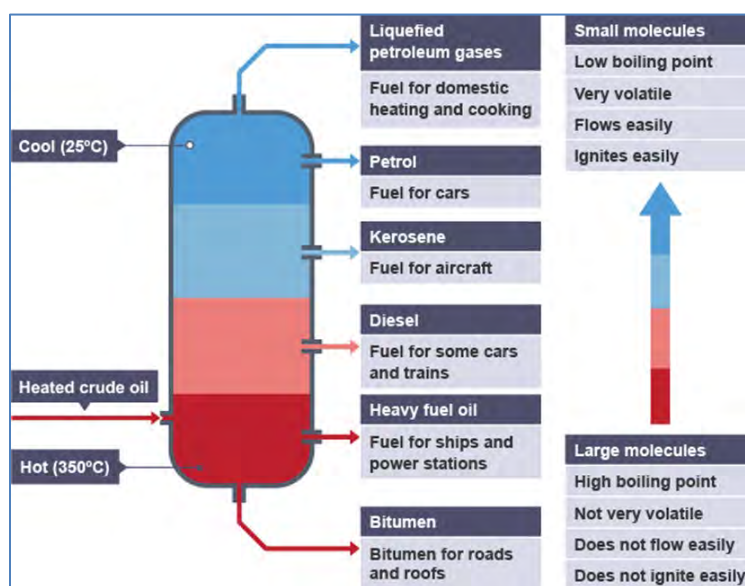 Liquefied
petroleum gases
Fuel for domestic
heating and cooking
Cool (25ºC)
Petrol
Fuel for cars
Kerosene
Fuel for aircraft
Diesel
Fuel for some cars
and trains
Heated crude oil
Heavy fuel oil
Fuel for ships and
power stations
Hot (350ºC)
Bitumen
Bitumen for roads
and roofs
Small molecules
Low boiling point
Very volatile
Flows easily
Ignites easily
Large molecules
High boiling point
Not very volatile
Does not flow easily
Does not ignite easily